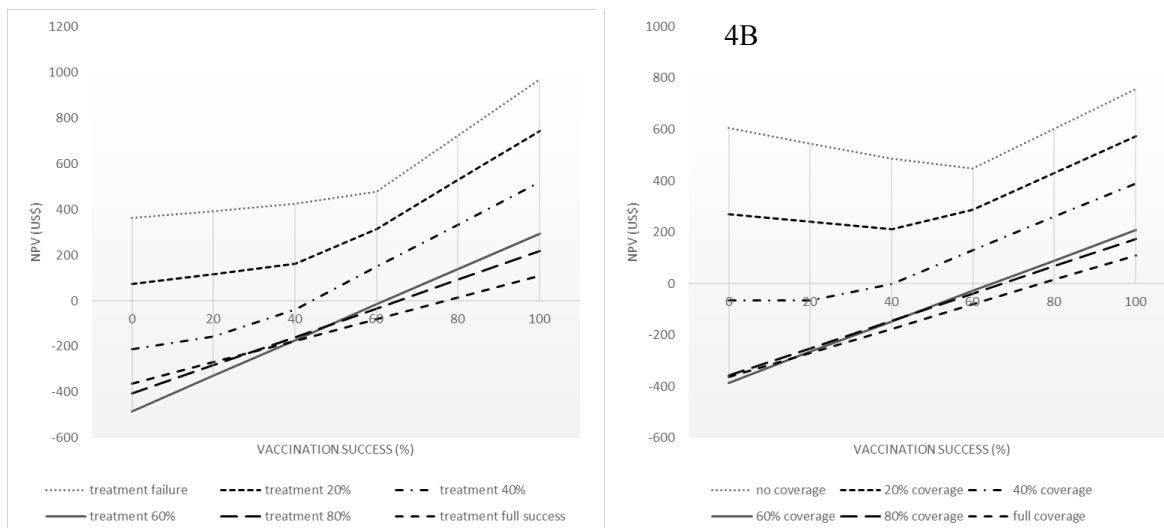 1200
1000
800
600
400
200
0
-200
-400
-600
NPV (US$)
0 20 40 60 80 100
VACCINATION SUCCESS (%)
treatment failure treatment 20% treatment 40%
treatment 60% treatment 80% treatment full success
4B
1000
800
600
400
200
0
-200
-400
-600
NPV (US$)
0 20 40 60 80 100
VACCINATION SUCCESS (%)
no coverage 20% coverage 40% coverage
60% coverage 80% coverage full coverage